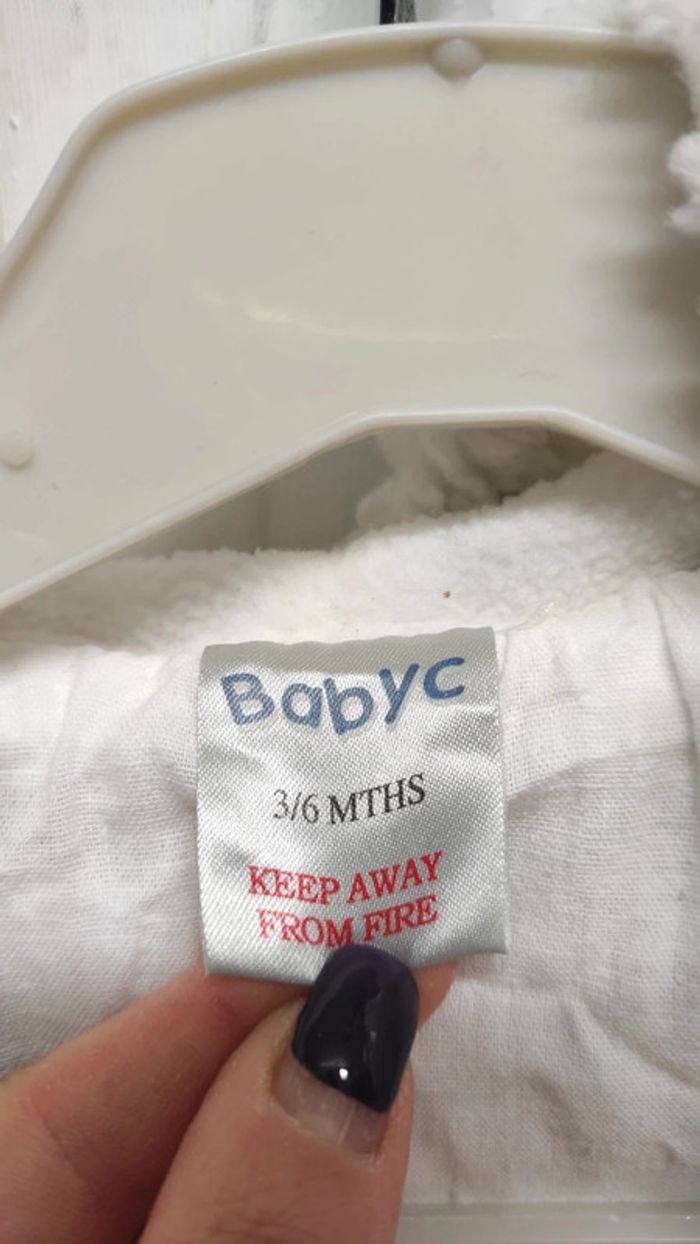 Babyc
3/6 MTHS
KEEP AWAY
FROM FIRE